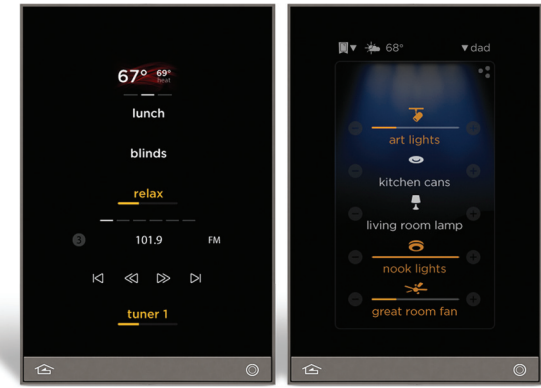 67° 69°
heat
lunch
blinds
relax
3 101.9 FM
tuner 1
68° dad
art lights
kitchen cans
living room lamp
nook lights
great room fan